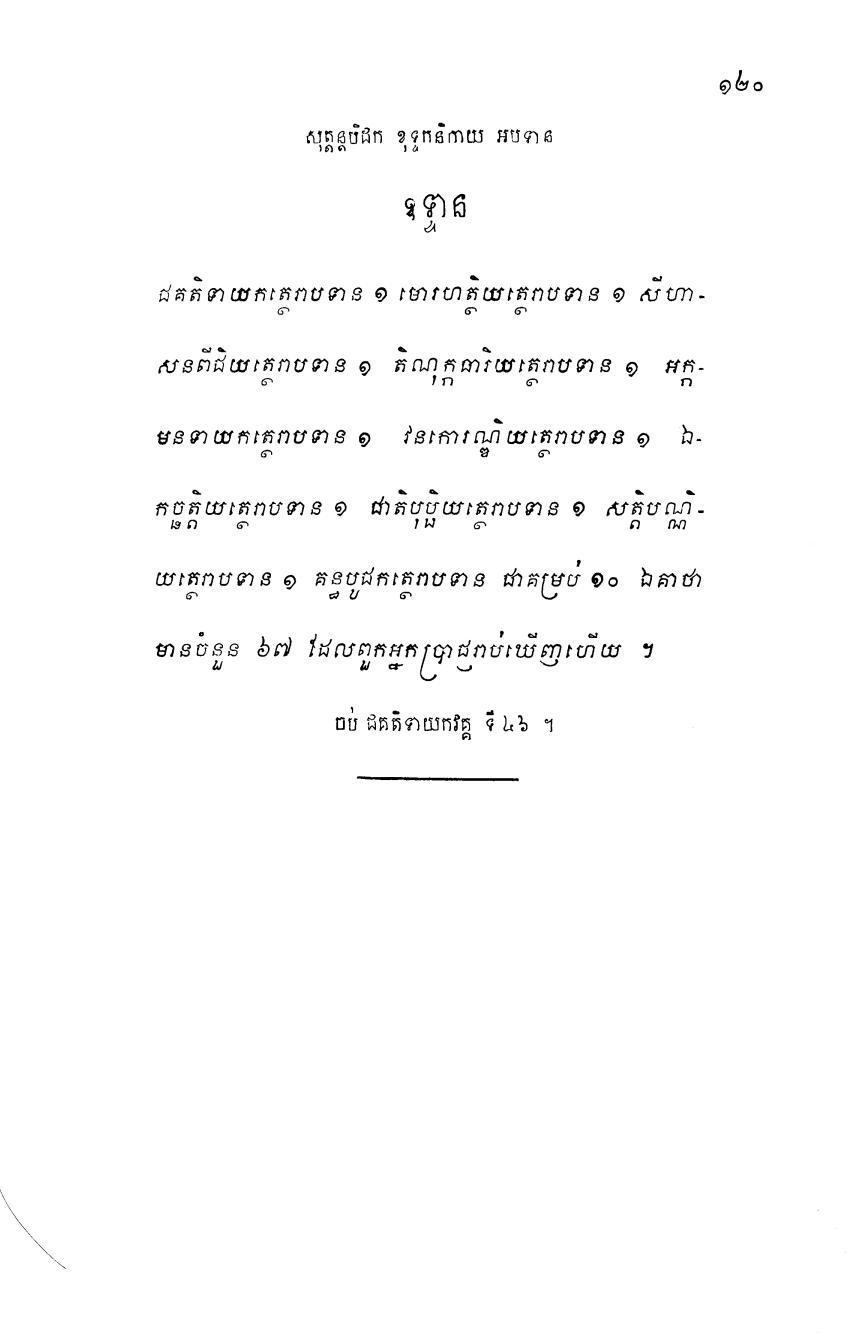 ១២០
សុត្តន្តបិដក ខុទ្ទកនិកាយ អបទាន
ឧទ្ទាន
ជគតិទាយកត្ថេរាបទាន ១ មោរហត្ថិយត្ថេរាបទាន ១ សីហា-
សនពីជិយត្ថេរាបទាន ១ តិណុក្កធារិយត្ថេរាបទាន ១ អក្ក-
មនទាយកត្ថេរាបទាន ១ វនកោរណ្ឌិយត្ថេរាបទាន ១ ឯ-
កច្ឆត្តិយត្ថេរាបទាន ១ ជាតិបុប្ផិយត្ថេរាបទាន ១ សត្តិបណ្ណិ-
យត្ថេរាបទាន ១ គន្ធបូជកត្ថេរាបទាន ជាគម្រប់ ១០ ឯគាថា
មានចំនួន ៦៧ ដែលពួកអ្នកប្រាជ្ញរាប់ឃើញហើយ ។
ចប់ ជគតិទាយកវគ្គ ទី ៤៦ ។